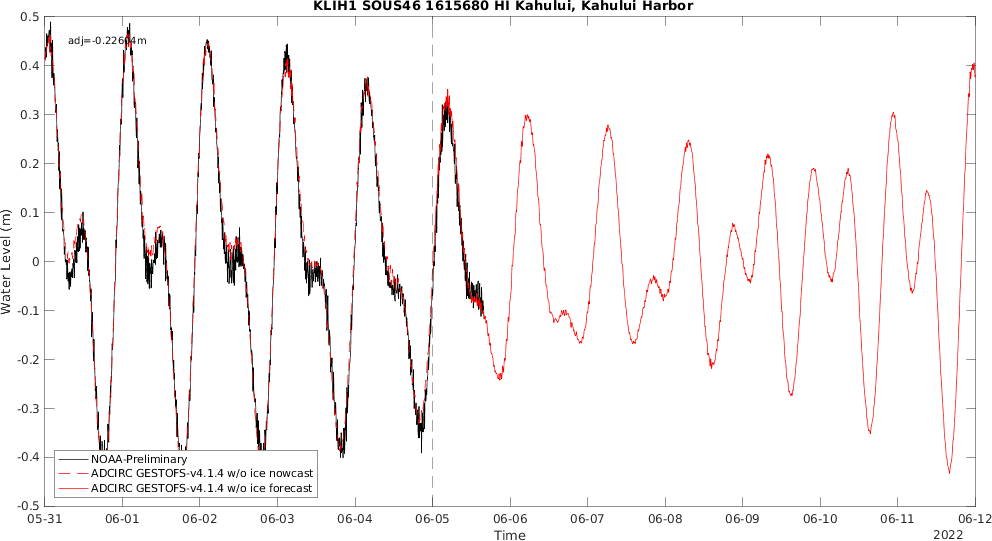 KLIH1 SOUS46 1615680 HI Kahului, Kahului Harbor
adj=-0.22604m
0.5
0.4
0.3
0.2
0.1
0
-0.1
-0.2
-0.3
-0.4
-0.5
Water Level (m)
NOAA-Preliminary
ADCIRC GESTOFS-v4.1.4 w/o ice nowcast
ADCIRC GESTOFS-v4.1.4 w/o ice forecast
05-31 06-01 06-02 06-03 06-04 06-05 06-06 06-07 06-08 06-09 06-10 06-11 06-12
Time
2022